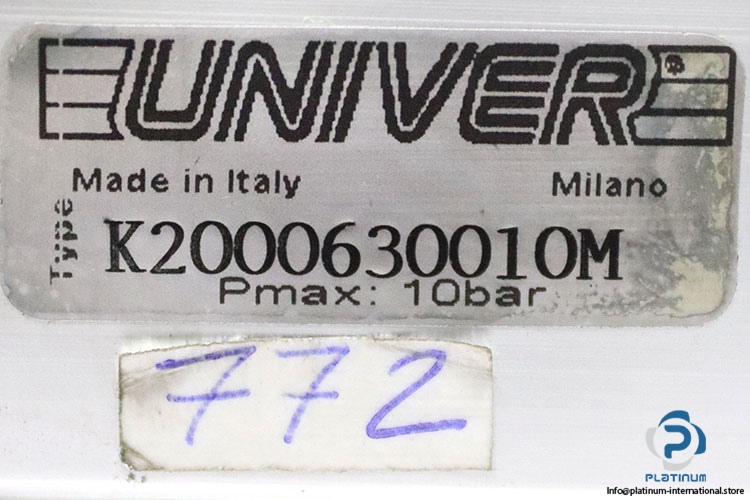 UNIVER®
Made in Italy Milano
Type K2000630010M
Pmax: 10bar
772
PLATINUM
Info@platinum-international.store